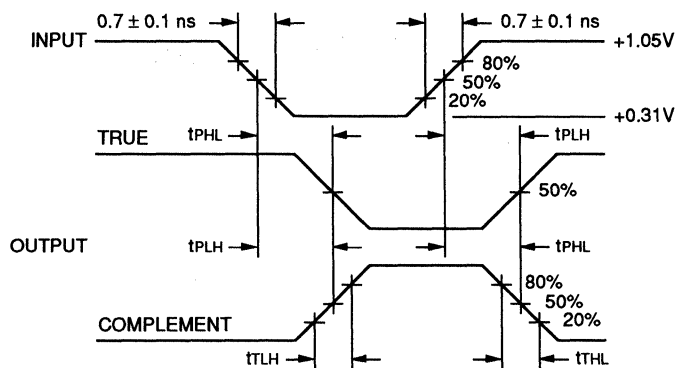 0.7 ± 0.1 ns
0.7 ± 0.1 ns
INPUT
+1.05V
80%
50%
20%
+0.31V
TRUE
tPHL
tPLH
50%
OUTPUT
tPLH
tPHL
80%
50%
20%
COMPLEMENT
tTLH
tTHL